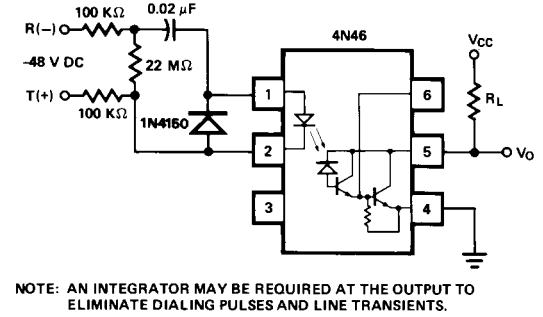 100 KΩ
0.02 μF
R(−)
−48 V DC
22 MΩ
T(+)
100 KΩ
1N4150
4N46
1
2
3
6
5
4
VCC
RL
VO
NOTE: AN INTEGRATOR MAY BE REQUIRED AT THE OUTPUT TO
ELIMINATE DIALING PULSES AND LINE TRANSIENTS.